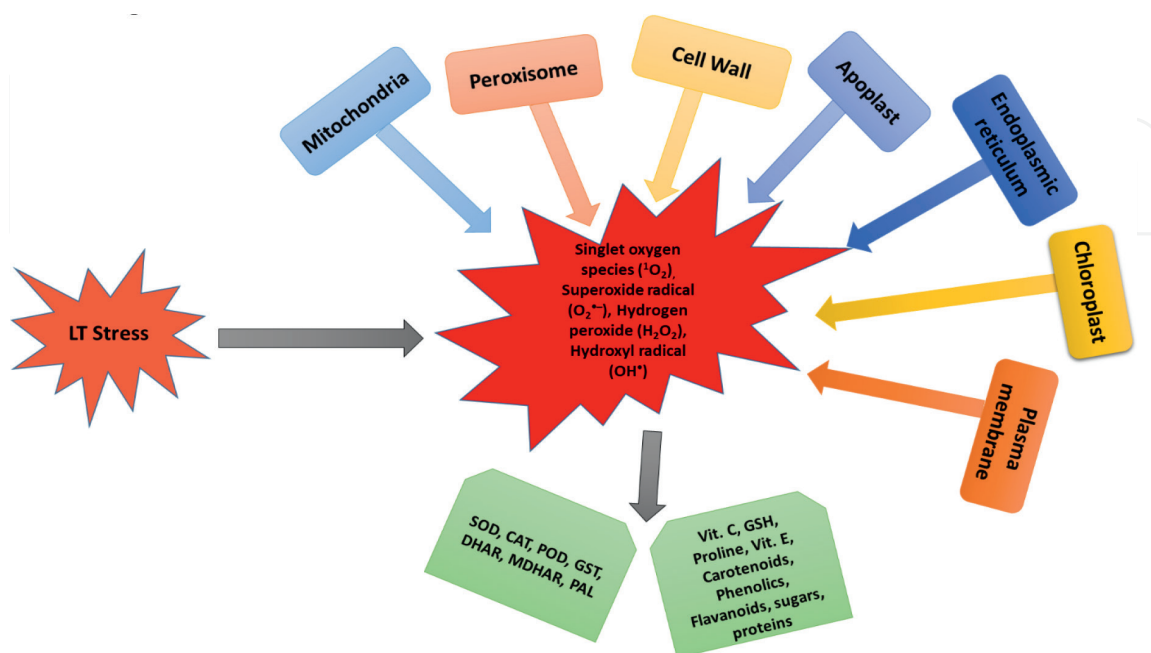 Mitochondria
Peroxisome
Cell Wall
Apoplast
Endoplasmic
reticulum
Chloroplast
Plasma
membrane
LT Stress
Singlet oxygen
species (¹O₂),
Superoxide radical
(O₂•−), Hydrogen
peroxide (H₂O₂),
Hydroxyl radical
(OH•)
SOD, CAT, POD, GST,
DHAR, MDHAR, PAL
Vit. C, GSH,
Proline, Vit. E,
Carotenoids,
Phenolics,
Flavanoids, sugars,
proteins